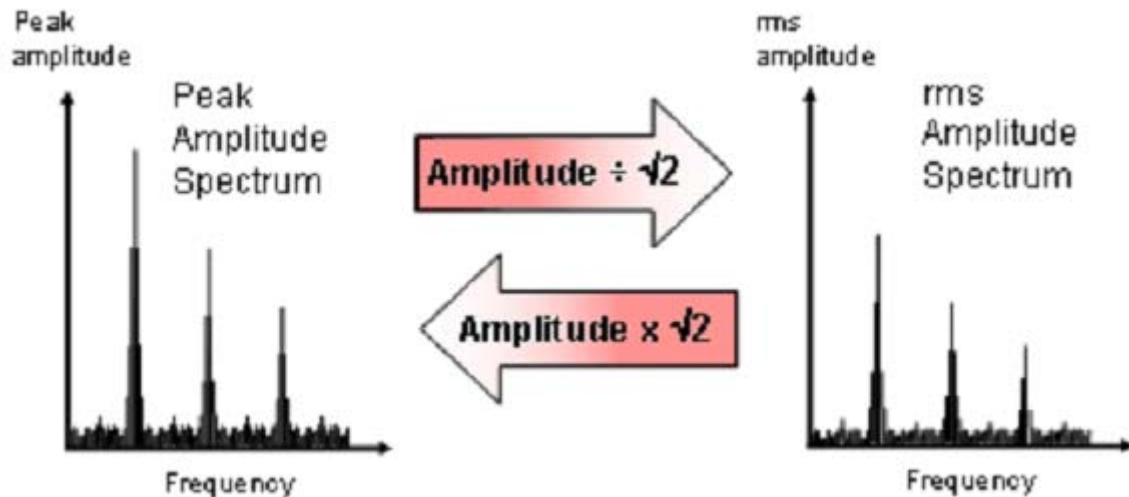 Peak
amplitude
Peak
Amplitude
Spectrum
Frequency
Amplitude ÷ √2
Amplitude x √2
rms
amplitude
rms
Amplitude
Spectrum
Frequency